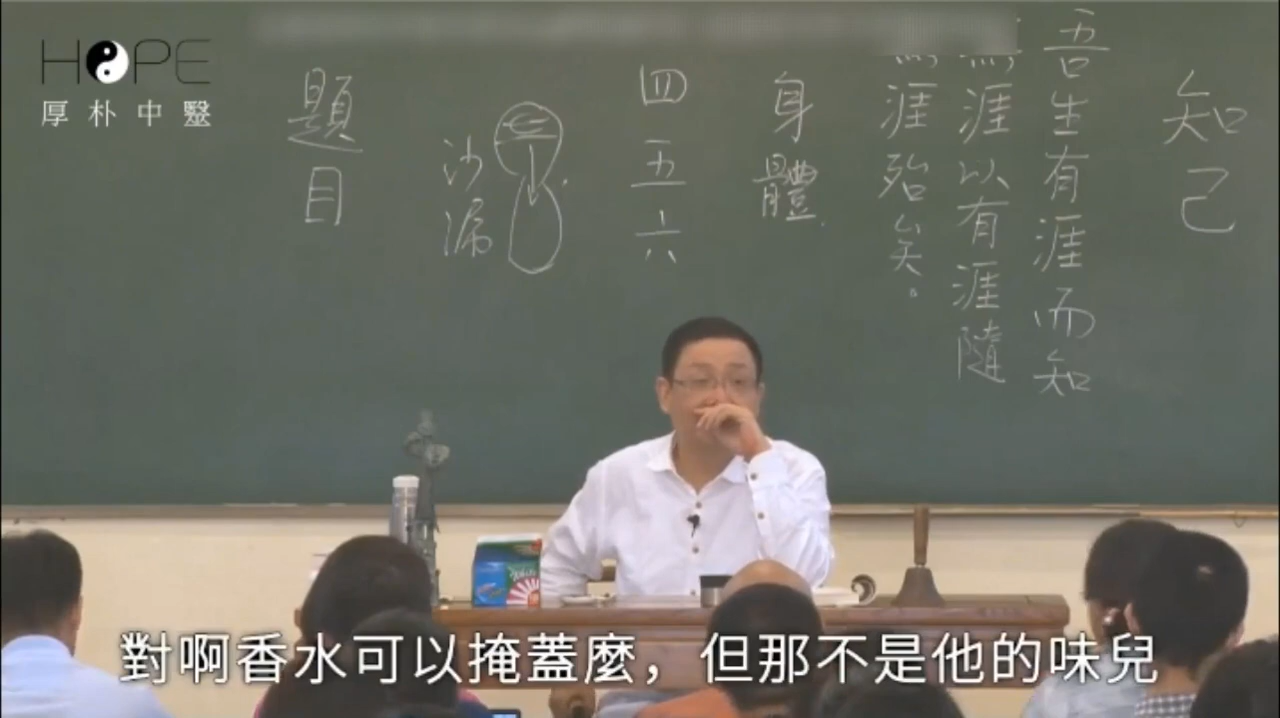 HOPE
厚朴中醫
知己
吾生有涯而知
涯以有涯隨
涯殆矣。
身體
四五六
沙漏
題目
對啊香水可以掩蓋麼，但那不是他的味兒